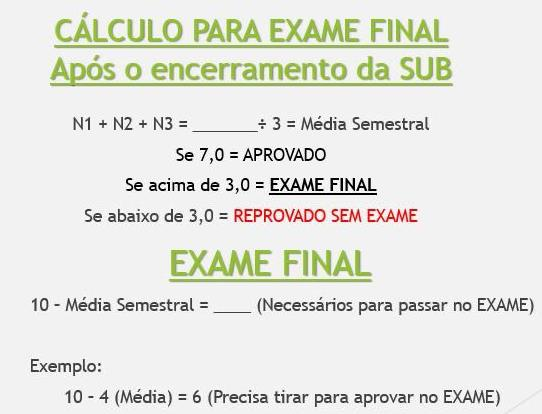 CÁLCULO PARA EXAME FINAL
Após o encerramento da SUB
N1 + N2 + N3 = _______÷ 3 = Média Semestral
Se 7,0 = APROVADO
Se acima de 3,0 = EXAME FINAL
Se abaixo de 3,0 = REPROVADO SEM EXAME
EXAME FINAL
10 – Média Semestral = ____ (Necessários para passar no EXAME)
Exemplo:
10 – 4 (Média) = 6 (Precisa tirar para aprovar no EXAME)